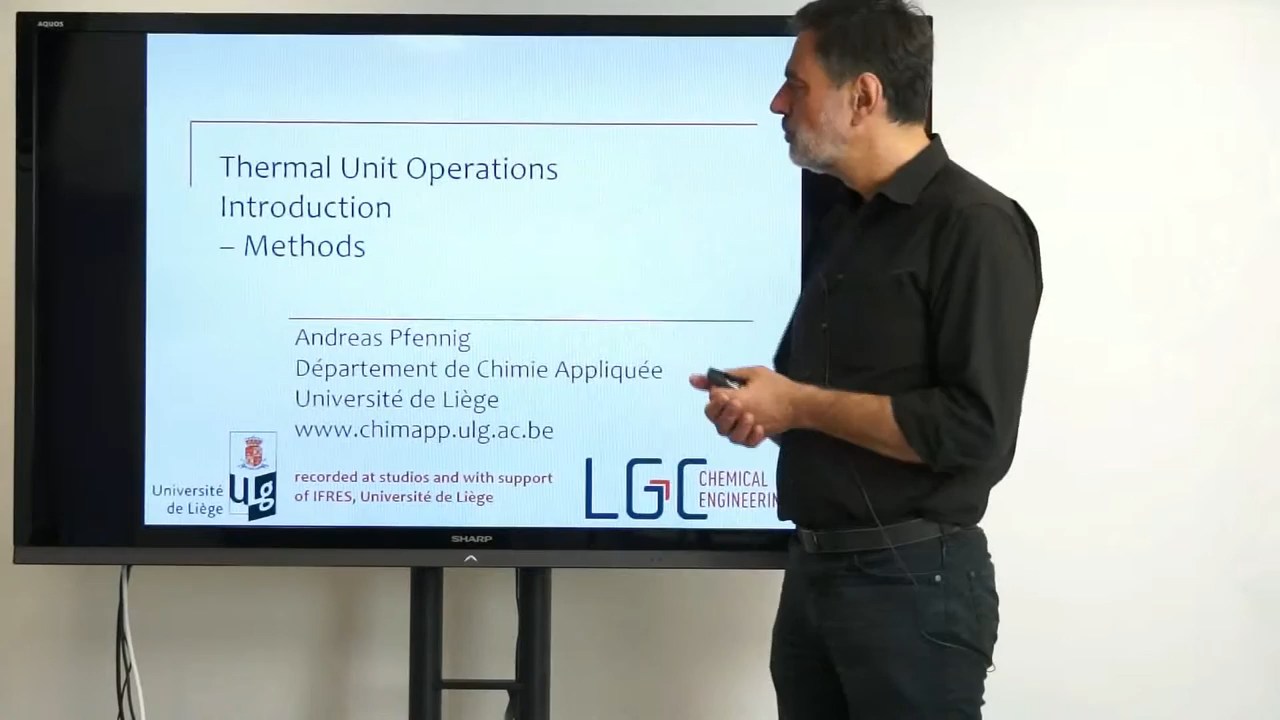 AQUOS
Thermal Unit Operations
Introduction
– Methods
Andreas Pfennig
Département de Chimie Appliquée
Université de Liège
www.chimapp.ulg.ac.be
recorded at studios and with support
of IFRES, Université de Liège
Université
de Liège
ulg
LGC
CHEMICAL
ENGINEERIN
SHARP